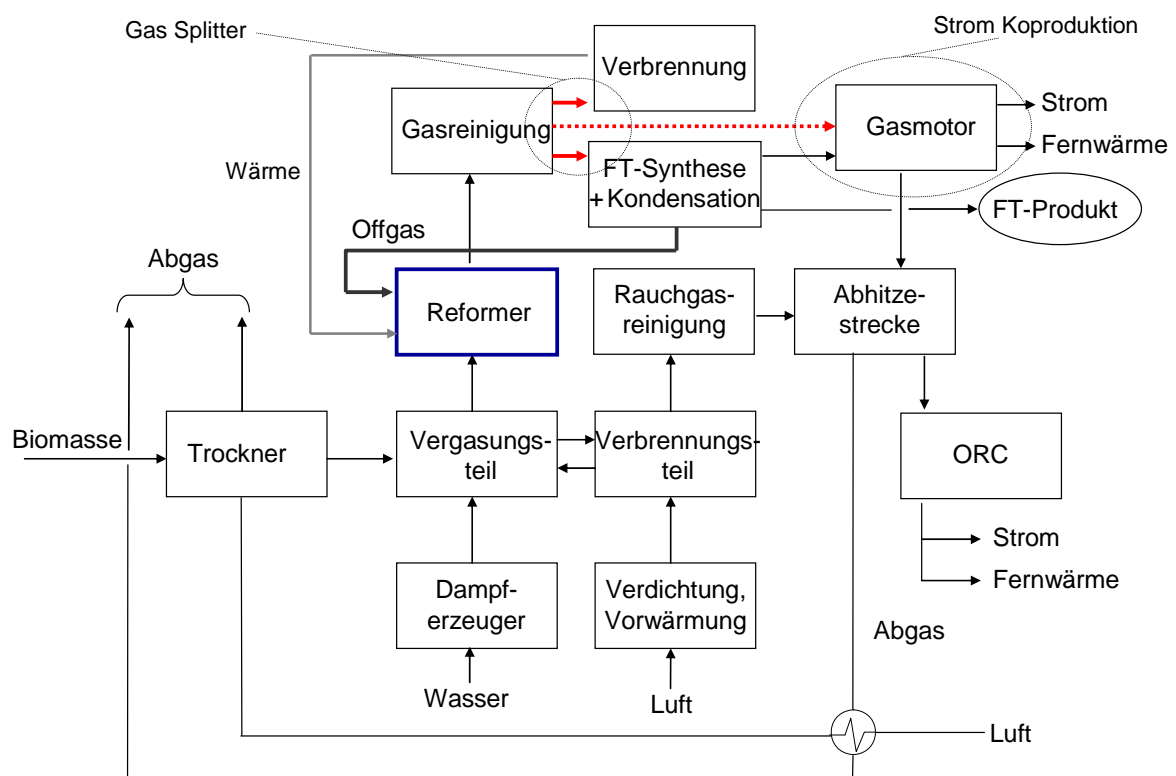 Gas Splitter
Strom Koproduktion
Verbrennung
Gasreinigung
Gasmotor
Strom
Fernwärme
Wärme
FT-Synthese
+ Kondensation
FT-Produkt
Offgas
Abgas
Reformer
Rauchgas-
reinigung
Abhitze-
strecke
Biomasse
Trockner
Vergasungs-
teil
Verbrennungs-
teil
ORC
Strom
Fernwärme
Dampf-
erzeuger
Verdichtung,
Vorwärmung
Abgas
Wasser
Luft
Luft